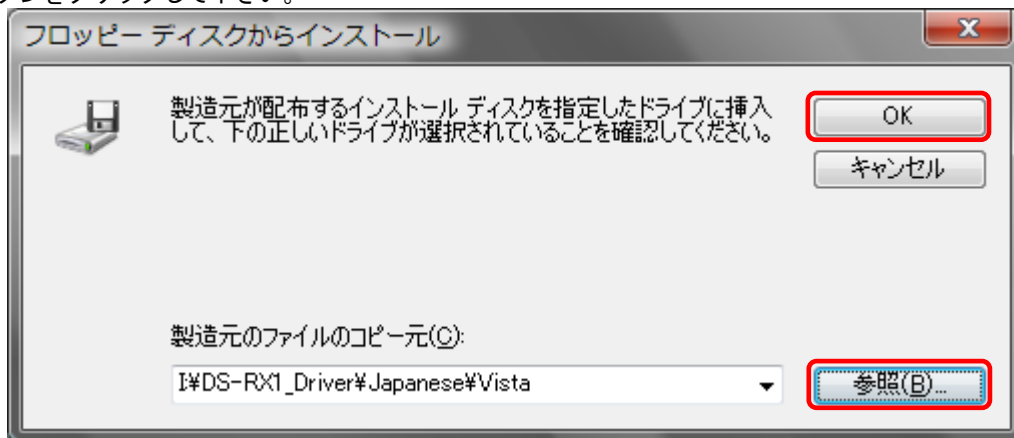 フロッピー ディスクからインストール
製造元が配布するインストール ディスクを指定したドライブに挿入
して、下の正しいドライブが選択されていることを確認してください。
OK
キャンセル
製造元のファイルのコピー元(C):
I¥DS-RX1_Driver¥Japanese¥Vista
参照(B)...